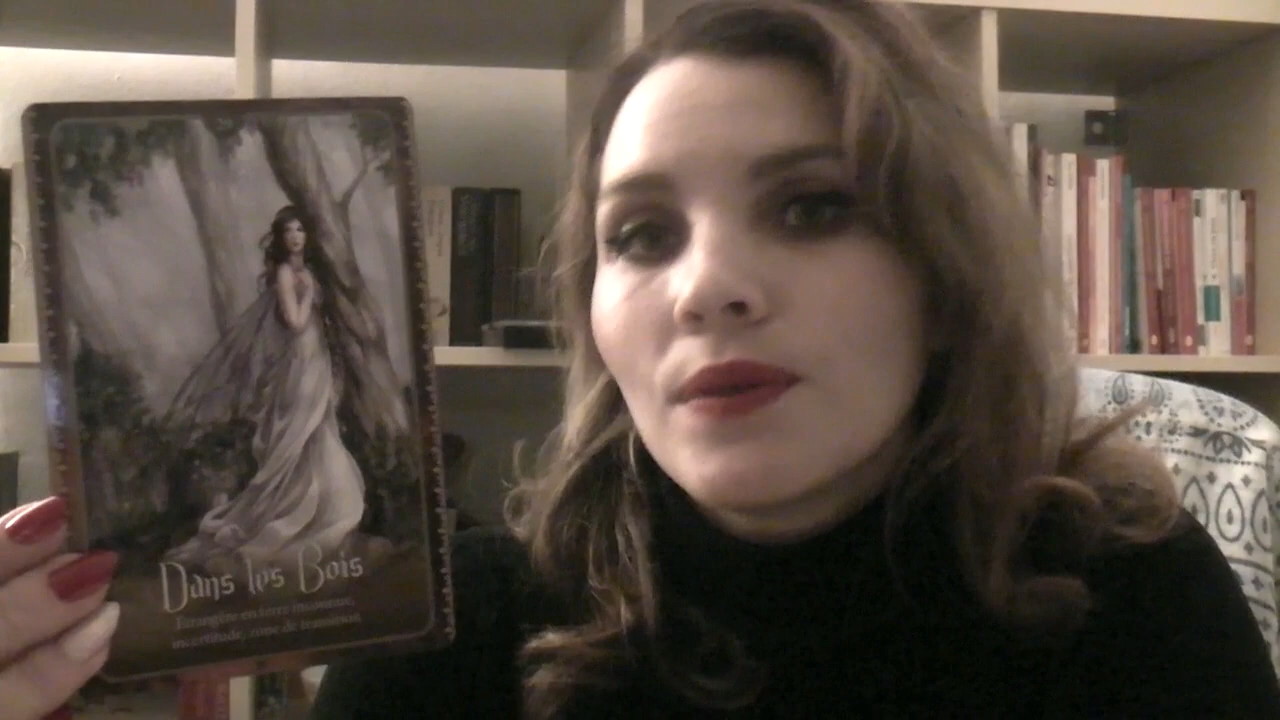 Dans les Bois
Etrangère en terre inconnue,
incertitude, zone de transition